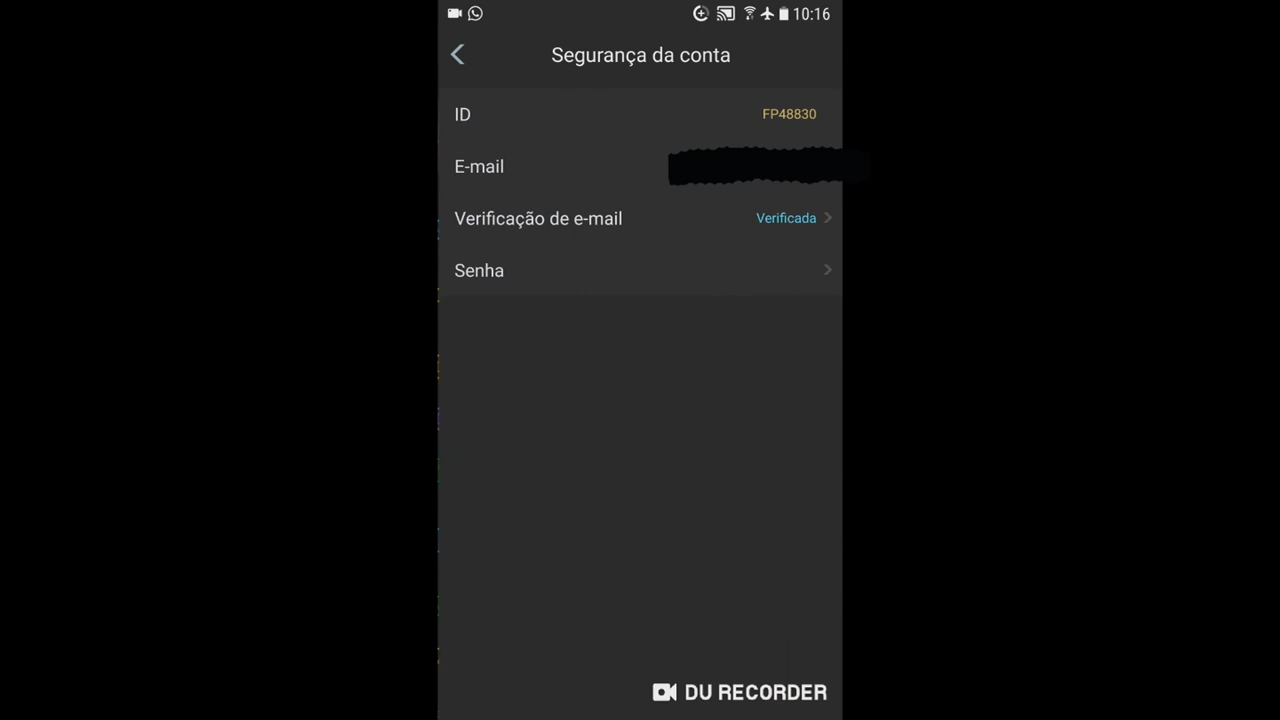 10:16
Segurança da conta
ID FP48830
E-mail
Verificação de e-mail Verificada
Senha
DU RECORDER